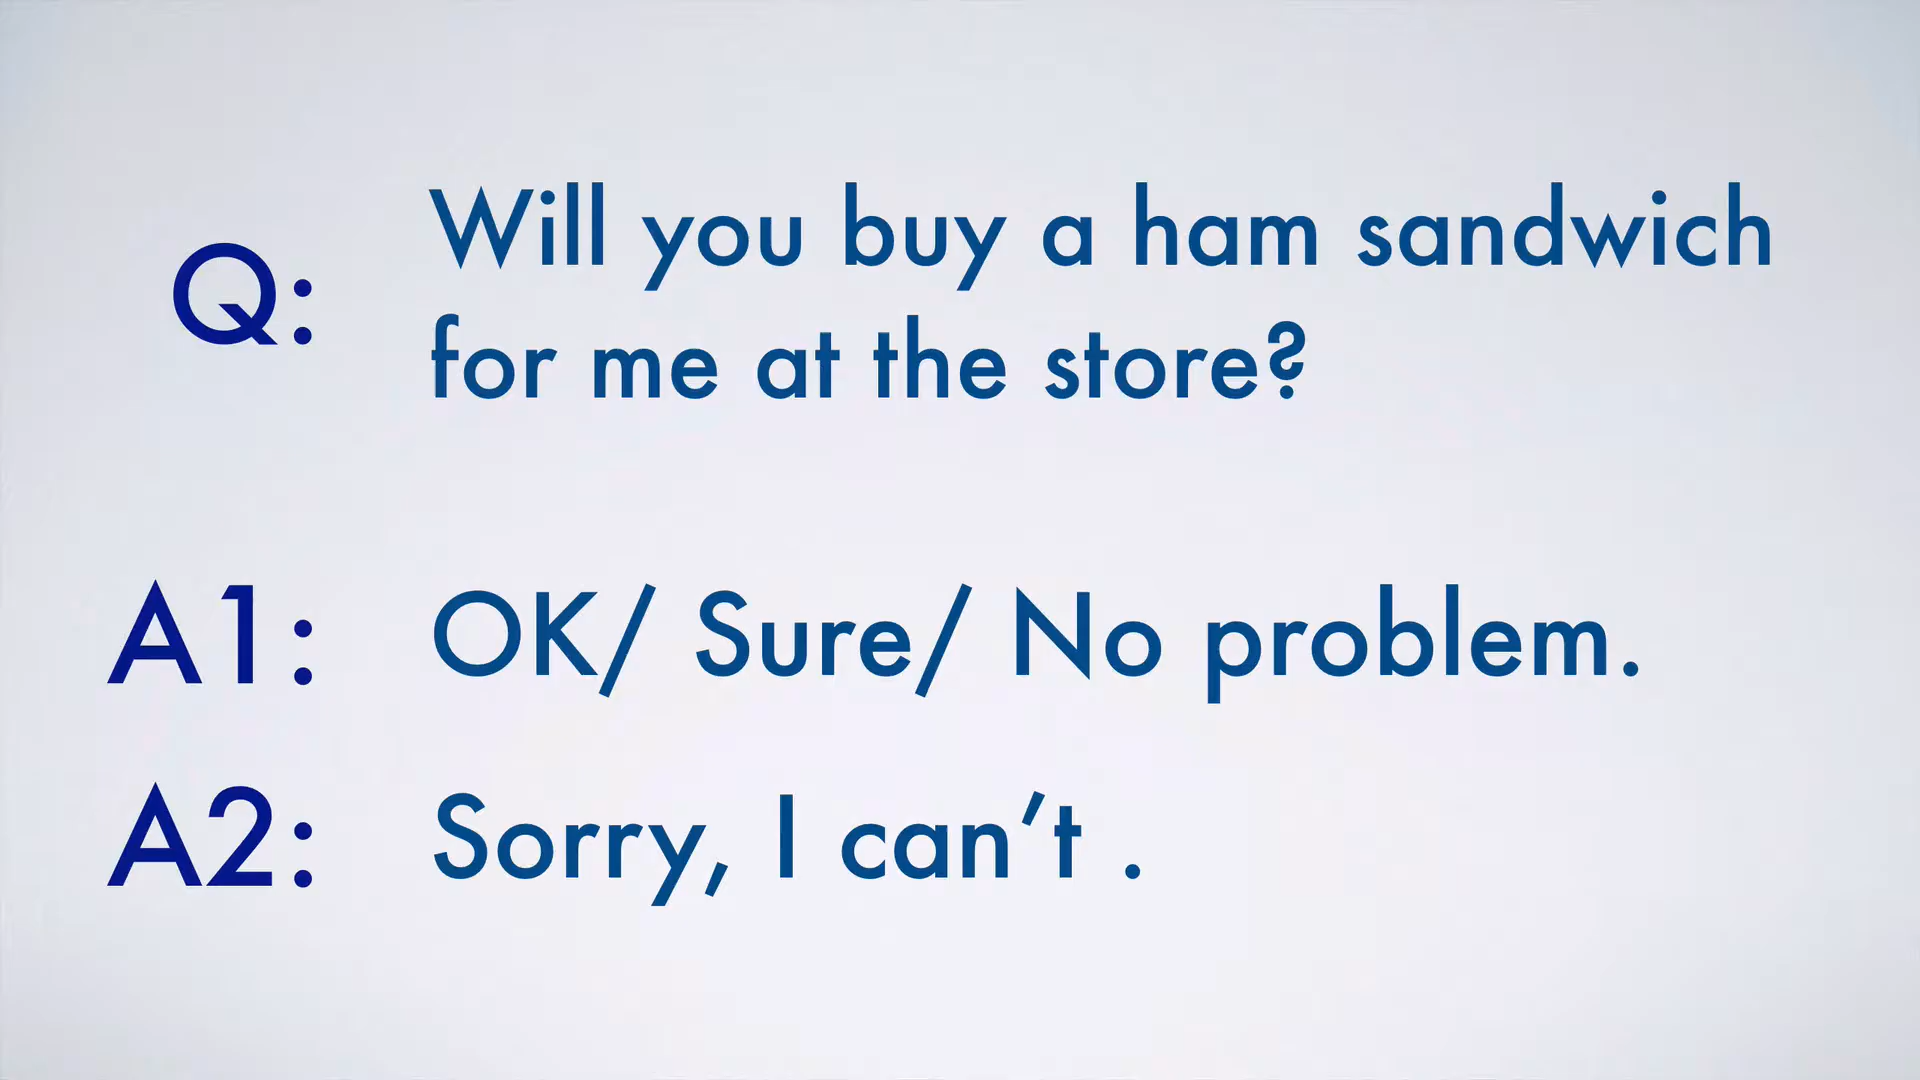 Q: Will you buy a ham sandwich
for me at the store?
A1: OK/ Sure/ No problem.
A2: Sorry, I can’t .